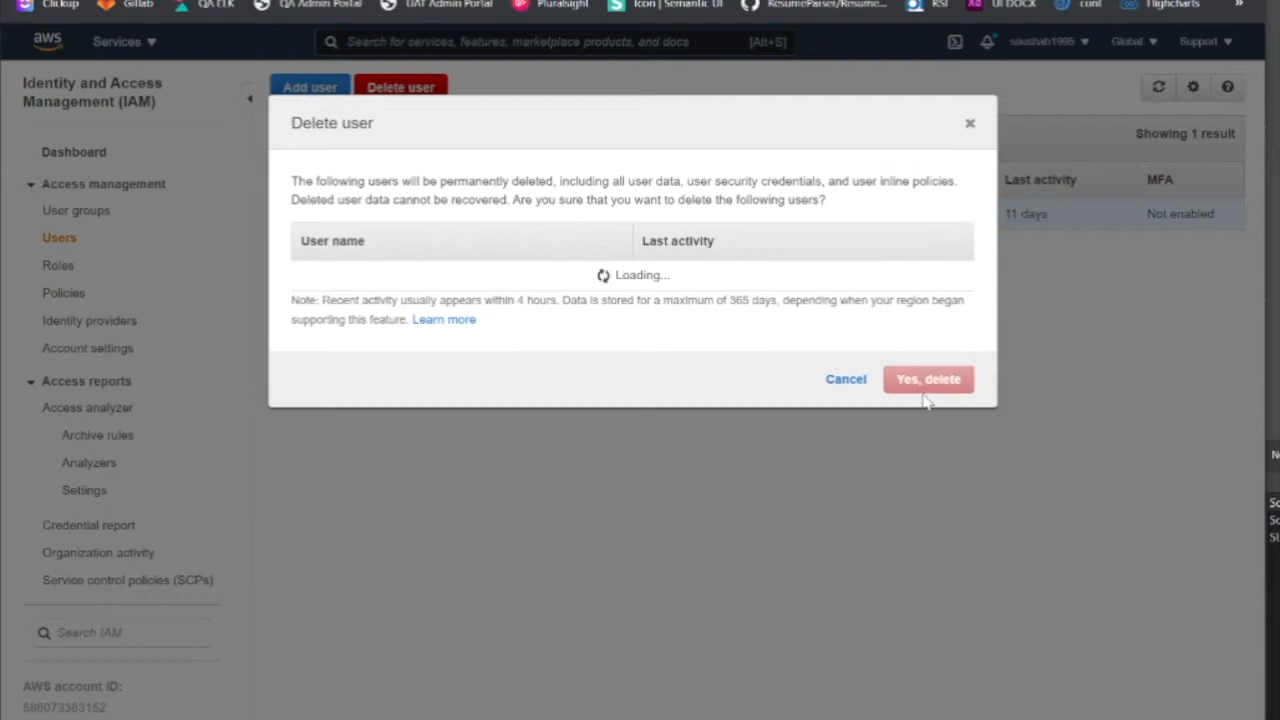 Clickup
Gitlab
QA ELK
QA Admin Portal
UAT Admin Portal
Pluralsight
Icon | Semantic UI
ResumeParser/Resume...
RSI
UI DOCX
conf
Highcharts
»
aws
Services
Search for services, features, marketplace products, and docs
[Alt+S]
soushah1995
Global
Support
Identity and Access
Management (IAM)
Add user
Delete user
Delete user
Showing 1 result
Dashboard
The following users will be permanently deleted, including all user data, user security credentials, and user inline policies.
Deleted user data cannot be recovered. Are you sure that you want to delete the following users?
Last activity
MFA
11 days
Not enabled
Access management
User groups
Users
Roles
Policies
Identity providers
Account settings
User name
Last activity
Loading...
Note: Recent activity usually appears within 4 hours. Data is stored for a maximum of 365 days, depending when your region began
supporting this feature. Learn more
Cancel
Yes, delete
Access reports
Access analyzer
Archive rules
Analyzers
Settings
Credential report
Organization activity
Service control policies (SCPs)
Search IAM
AWS account ID:
586073383152